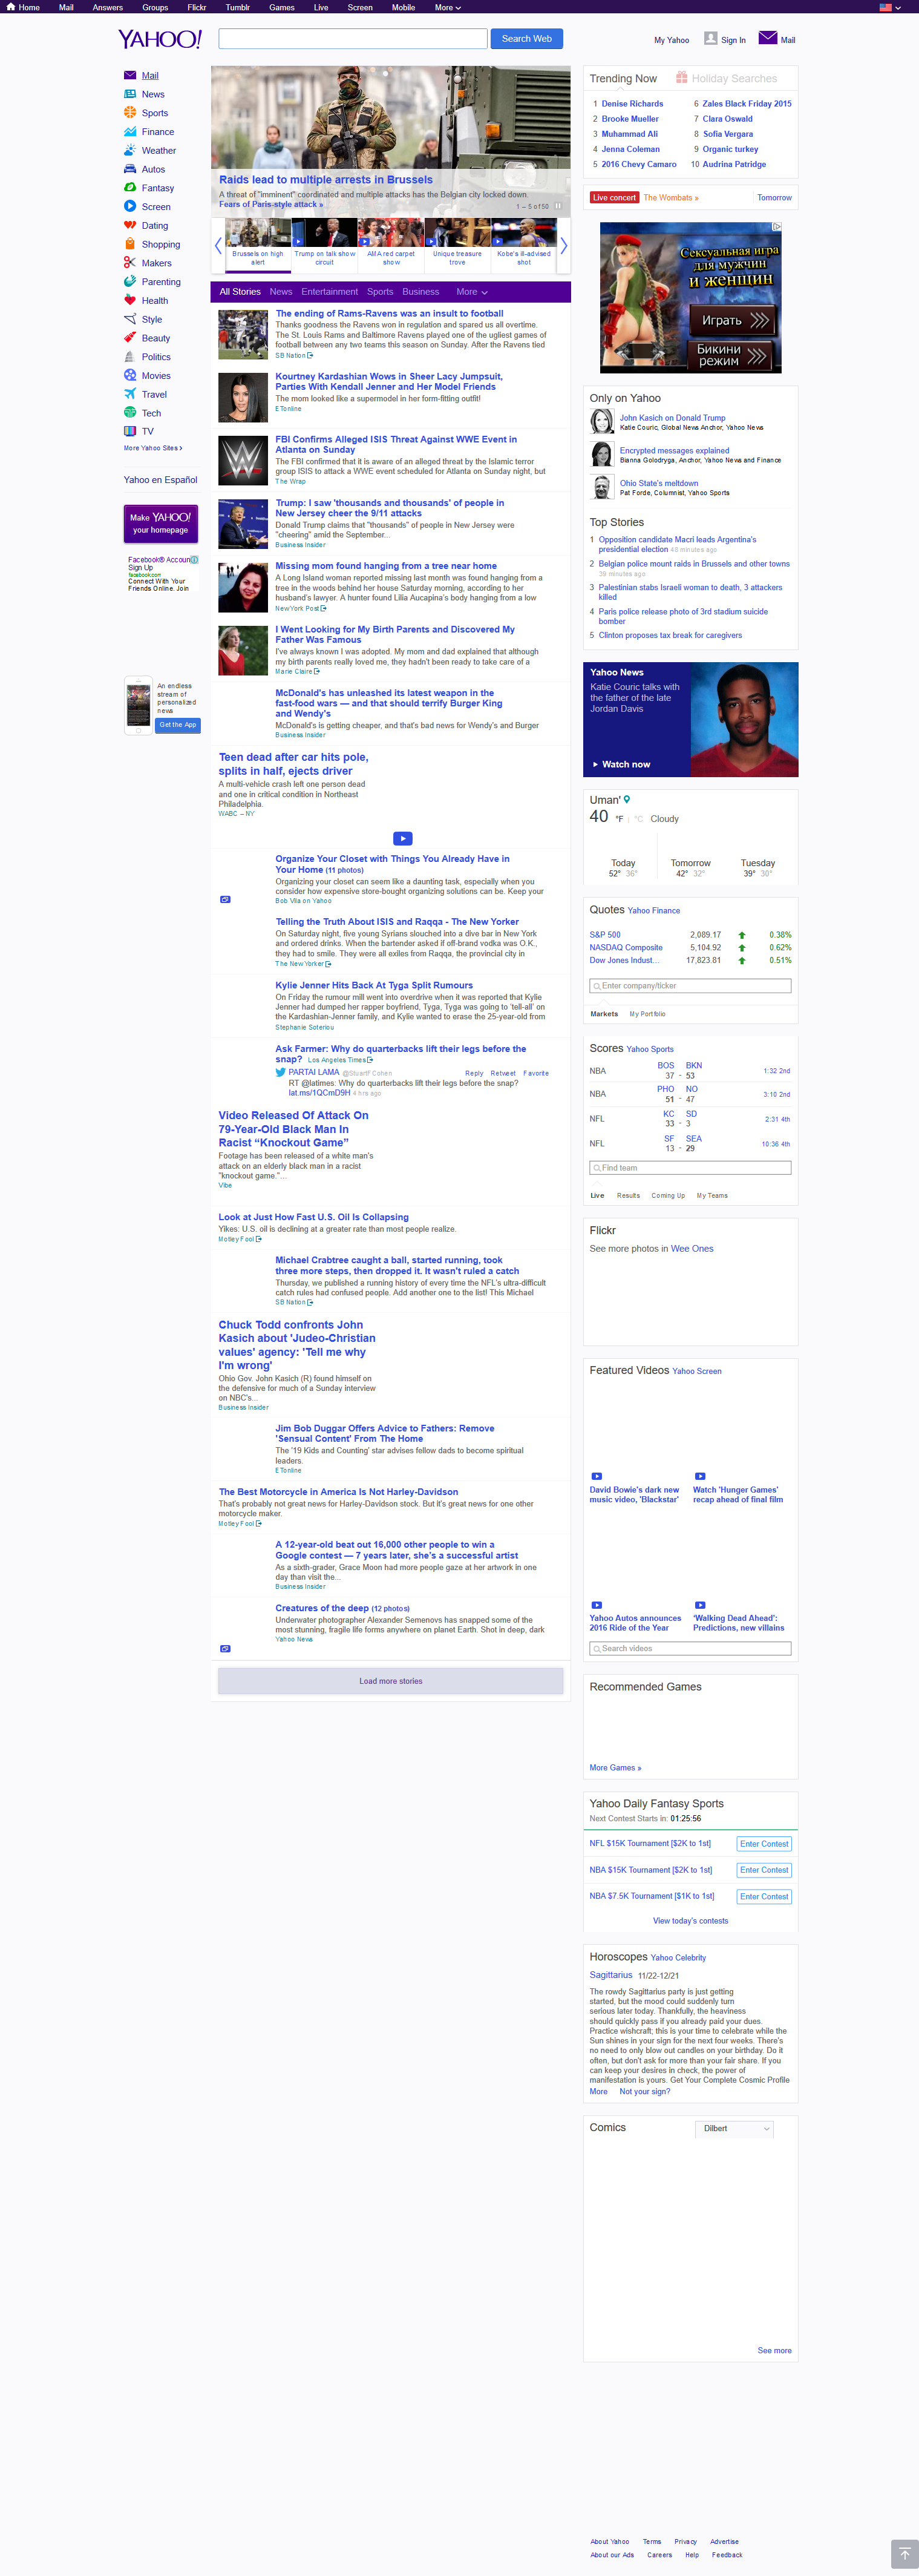 Home Mail Answers Groups Flickr Tumblr Games Live Screen Mobile More
YAHOO!
Search Web
My Yahoo Sign In Mail
Mail
News
Sports
Finance
Weather
Autos
Fantasy
Screen
Dating
Shopping
Makers
Parenting
Health
Style
Beauty
Politics
Movies
Travel
Tech
TV
More Yahoo Sites
Yahoo en Español
Make YAHOO!
your homepage
Facebook® Accoun
Sign Up
facebook.com
Connect With Your
Friends Online. Join
An endless
stream of
personalized
news
Get the App
Raids lead to multiple arrests in Brussels
A threat of "imminent" coordinated and multiple attacks has the Belgian city locked down.
Fears of Paris-style attack »
1 – 5 of 50
Brussels on high
alert
Trump on talk show
circuit
AMA red carpet
show
Unique treasure
trove
Kobe's ill-advised
shot
All Stories News Entertainment Sports Business More
The ending of Rams-Ravens was an insult to football
Thanks goodness the Ravens won in regulation and spared us all overtime.
The St. Louis Rams and Baltimore Ravens played one of the ugliest games of
football between any two teams this season on Sunday. After the Ravens tied
SB Nation
Kourtney Kardashian Wows in Sheer Lacy Jumpsuit,
Parties With Kendall Jenner and Her Model Friends
The mom looked like a supermodel in her form-fitting outfit!
ETonline
FBI Confirms Alleged ISIS Threat Against WWE Event in
Atlanta on Sunday
The FBI confirmed that it is aware of an alleged threat by the Islamic terror
group ISIS to attack a WWE event scheduled for Atlanta on Sunday night, but
The Wrap
Trump: I saw 'thousands and thousands' of people in
New Jersey cheer the 9/11 attacks
Donald Trump claims that "thousands" of people in New Jersey were
"cheering" amid the September...
Business Insider
Missing mom found hanging from a tree near home
A Long Island woman reported missing last month was found hanging from a
tree in the woods behind her house Saturday morning, according to her
husband's lawyer. A hunter found Lilia Aucapina's body hanging from a low
New York Post
I Went Looking for My Birth Parents and Discovered My
Father Was Famous
I've always known I was adopted. My mom and dad explained that although
my birth parents really loved me, they hadn't been ready to take care of a
Marie Claire
McDonald's has unleashed its latest weapon in the
fast-food wars — and that should terrify Burger King
and Wendy's
McDonald's is getting cheaper, and that's bad news for Wendy's and Burger
Business Insider
Teen dead after car hits pole,
splits in half, ejects driver
A multi-vehicle crash left one person dead
and one in critical condition in Northeast
Philadelphia.
WABC – NY
Organize Your Closet with Things You Already Have in
Your Home (11 photos)
Organizing your closet can seem like a daunting task, especially when you
consider how expensive store-bought organizing solutions can be. Keep your
Bob Vila on Yahoo
Telling the Truth About ISIS and Raqqa - The New Yorker
On Saturday night, five young Syrians slouched into a dive bar in New York
and ordered drinks. When the bartender asked if off-brand vodka was O.K.,
they had to smile. They were all exiles from Raqqa, the provincial city in
The New Yorker
Kylie Jenner Hits Back At Tyga Split Rumours
On Friday the rumour mill went into overdrive when it was reported that Kylie
Jenner had dumped her rapper boyfriend, Tyga, Tyga was going to 'tell-all' on
the Kardashian-Jenner family, and Kylie wanted to erase the 25-year-old from
Stephanie Soteriou
Ask Farmer: Why do quarterbacks lift their legs before the
snap? Los Angeles Times
PARTAI LAMA @StuartFCohen Reply Retweet Favorite
RT @latimes: Why do quarterbacks lift their legs before the snap?
lat.ms/1QCmD9H 4 hrs ago
Video Released Of Attack On
79-Year-Old Black Man In
Racist “Knockout Game”
Footage has been released of a white man's
attack on an elderly black man in a racist
"knockout game."...
Vibe
Look at Just How Fast U.S. Oil Is Collapsing
Yikes: U.S. oil is declining at a greater rate than most people realize.
Motley Fool
Michael Crabtree caught a ball, started running, took
three more steps, then dropped it. It wasn't ruled a catch
Thursday, we published a running history of every time the NFL's ultra-difficult
catch rules had confused people. Add another one to the list! This Michael
SB Nation
Chuck Todd confronts John
Kasich about 'Judeo-Christian
values' agency: 'Tell me why
I'm wrong'
Ohio Gov. John Kasich (R) found himself on
the defensive for much of a Sunday interview
on NBC's...
Business Insider
Jim Bob Duggar Offers Advice to Fathers: Remove
'Sensual Content' From The Home
The '19 Kids and Counting' star advises fellow dads to become spiritual
leaders.
ETonline
The Best Motorcycle in America Is Not Harley-Davidson
That's probably not great news for Harley-Davidson stock. But it's great news for one other
motorcycle maker.
Motley Fool
A 12-year-old beat out 16,000 other people to win a
Google contest — 7 years later, she's a successful artist
As a sixth-grader, Grace Moon had more people gaze at her artwork in one
day than visit the...
Business Insider
Creatures of the deep (12 photos)
Underwater photographer Alexander Semenovs has snapped some of the
most stunning, fragile life forms anywhere on planet Earth. Shot in deep, dark
Yahoo News
Load more stories
Trending Now Holiday Searches
1 Denise Richards
2 Brooke Mueller
3 Muhammad Ali
4 Jenna Coleman
5 2016 Chevy Camaro
6 Zales Black Friday 2015
7 Clara Oswald
8 Sofia Vergara
9 Organic turkey
10 Audrina Patridge
Live concert The Wombats » Tomorrow
Сексуальная игра
для мужчин
и женщин
Играть
Бикини
режим
Only on Yahoo
John Kasich on Donald Trump
Katie Couric, Global News Anchor, Yahoo News
Encrypted messages explained
Bianna Golodryga, Anchor, Yahoo News and Finance
Ohio State's meltdown
Pat Forde, Columnist, Yahoo Sports
Top Stories
1 Opposition candidate Macri leads Argentina's
presidential election 48 minutes ago
2 Belgian police mount raids in Brussels and other towns
39 minutes ago
3 Palestinian stabs Israeli woman to death, 3 attackers
killed
4 Paris police release photo of 3rd stadium suicide
bomber
5 Clinton proposes tax break for caregivers
Yahoo News
Katie Couric talks with
the father of the late
Jordan Davis
Watch now
Uman'
40 °F °C Cloudy
Today Tomorrow Tuesday
52° 36° 42° 32° 39° 30°
Quotes Yahoo Finance
S&P 500 2,089.17 0.38%
NASDAQ Composite 5,104.92 0.62%
Dow Jones Indust... 17,823.81 0.51%
Enter company/ticker
Markets My Portfolio
Scores Yahoo Sports
NBA BOS 37 - BKN 53 1:32 2nd
NBA PHO 51 - NO 47 3:10 2nd
NFL KC 33 - SD 3 2:31 4th
NFL SF 13 - SEA 29 10:36 4th
Find team
Live Results Coming Up My Teams
Flickr
See more photos in Wee Ones
Featured Videos Yahoo Screen
David Bowie's dark new
music video, 'Blackstar'
Watch 'Hunger Games'
recap ahead of final film
Yahoo Autos announces
2016 Ride of the Year
'Walking Dead Ahead':
Predictions, new villains
Search videos
Recommended Games
More Games »
Yahoo Daily Fantasy Sports
Next Contest Starts in: 01:25:56
NFL $15K Tournament [$2K to 1st] Enter Contest
NBA $15K Tournament [$2K to 1st] Enter Contest
NBA $7.5K Tournament [$1K to 1st] Enter Contest
View today's contests
Horoscopes Yahoo Celebrity
Sagittarius 11/22-12/21
The rowdy Sagittarius party is just getting
started, but the mood could suddenly turn
serious later today. Thankfully, the heaviness
should quickly pass if you already paid your dues.
Practice wishcraft; this is your time to celebrate while the
Sun shines in your sign for the next four weeks. There's
no need to only blow out candles on your birthday. Do it
often, but don't ask for more than your fair share. If you
can keep your desires in check, the power of
manifestation is yours. Get Your Complete Cosmic Profile
More Not your sign?
Comics Dilbert
See more
About Yahoo Terms Privacy Advertise
About our Ads Careers Help Feedback